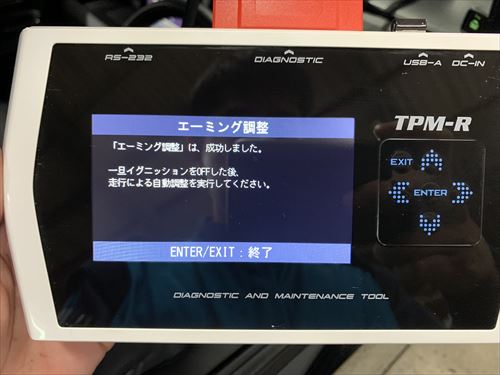 RS-232
DIAGNOSTIC
USB-A DC-IN
エーミング調整
「エーミング調整」は、成功しました。
一旦イグニッションをOFFした後、
走行による自動調整を実行してください。
ENTER/EXIT：終了
TPM-R
EXIT
ENTER
DIAGNOSTIC AND MAINTENANCE TOOL